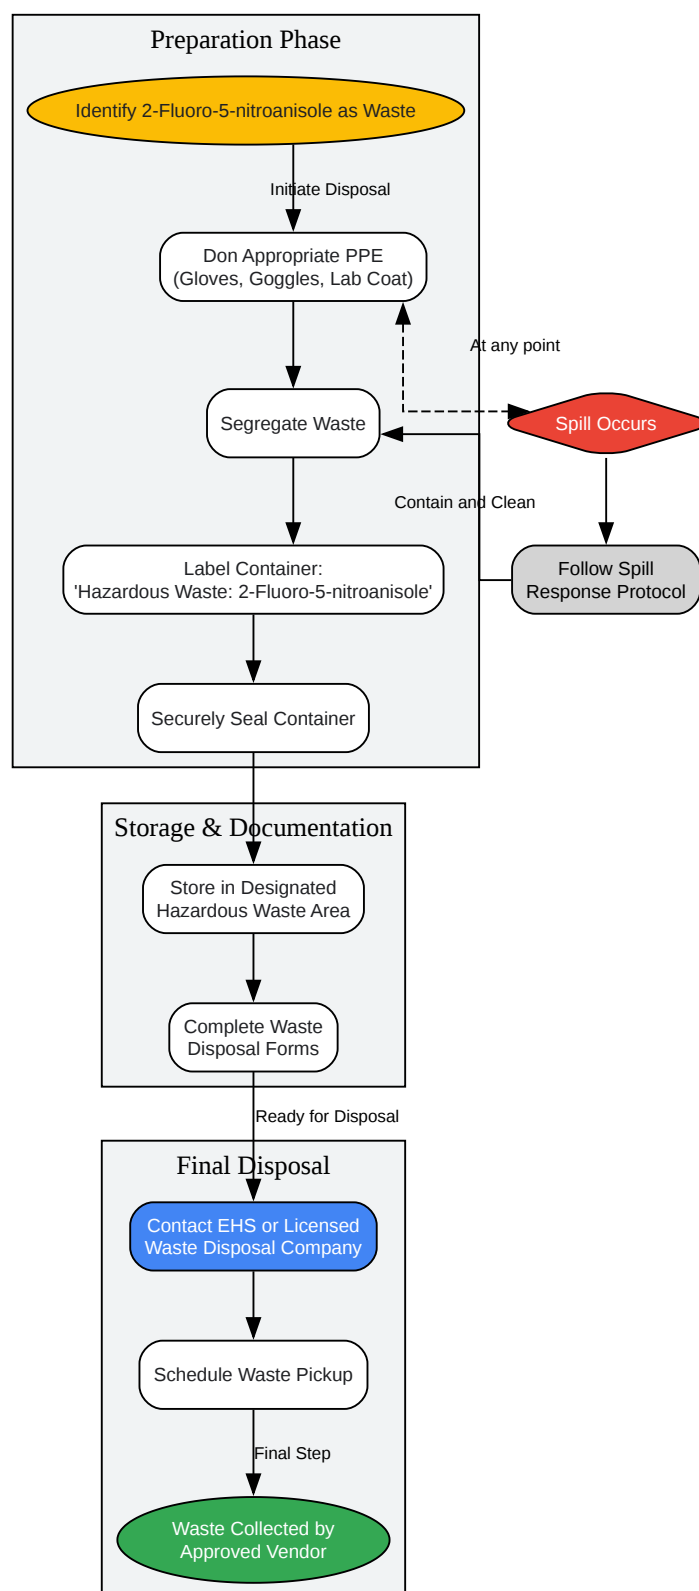 Preparation Phase
Identify 2-Fluoro-5-nitroanisole as Waste
Initiate Disposal
Don Appropriate PPE
(Gloves, Goggles, Lab Coat)
At any point
Segregate Waste
Spill Occurs
Contain and Clean
Label Container:
'Hazardous Waste: 2-Fluoro-5-nitroanisole'
Follow Spill
Response Protocol
Securely Seal Container
Storage & Documentation
Store in Designated
Hazardous Waste Area
Complete Waste
Disposal Forms
Ready for Disposal
Final Disposal
Contact EHS or Licensed
Waste Disposal Company
Schedule Waste Pickup
Final Step
Waste Collected by
Approved Vendor